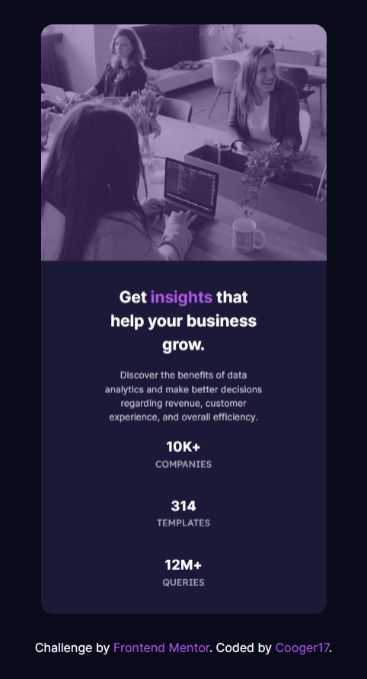 Get insights that
help your business
grow.
Discover the benefits of data
analytics and make better decisions
regarding revenue, customer
experience, and overall efficiency.
10K+
COMPANIES
314
TEMPLATES
12M+
QUERIES
Challenge by Frontend Mentor. Coded by Cooger17.